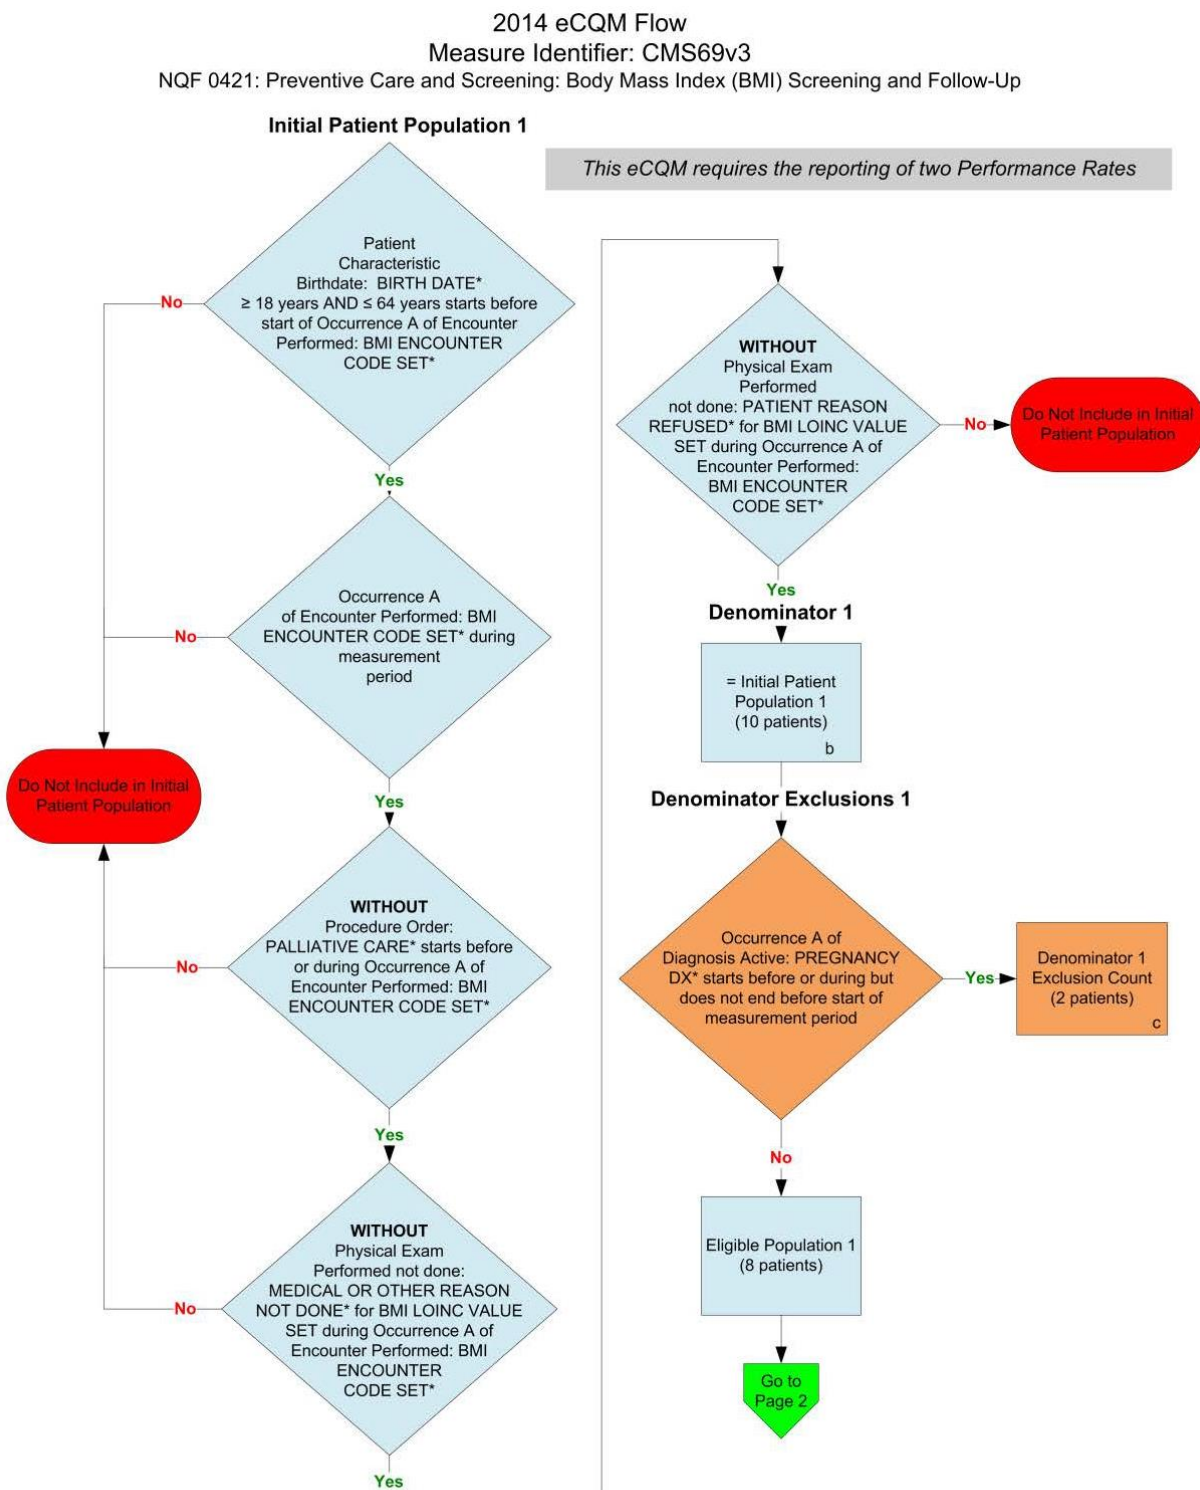 2014 eCQM Flow
Measure Identifier: CMS69v3
NQF 0421: Preventive Care and Screening: Body Mass Index (BMI) Screening and Follow-Up
Initial Patient Population 1
This eCQM requires the reporting of two Performance Rates
Patient
Characteristic
Birthdate: BIRTH DATE*
≥ 18 years AND ≤ 64 years starts before
start of Occurrence A of Encounter
Performed: BMI ENCOUNTER
CODE SET*
No
Yes
Occurrence A
of Encounter Performed: BMI
ENCOUNTER CODE SET* during
measurement
period
No
Do Not Include in Initial
Patient Population
Yes
WITHOUT
Procedure Order:
PALLIATIVE CARE* starts before
or during Occurrence A of
Encounter Performed: BMI
ENCOUNTER CODE SET*
No
Yes
WITHOUT
Physical Exam
Performed not done:
MEDICAL OR OTHER REASON
NOT DONE* for BMI LOINC VALUE
SET during Occurrence A of
Encounter Performed: BMI
ENCOUNTER
CODE SET*
No
Yes
WITHOUT
Physical Exam
Performed
not done: PATIENT REASON
REFUSED* for BMI LOINC VALUE
SET during Occurrence A of
Encounter Performed:
BMI ENCOUNTER
CODE SET*
No
Do Not Include in Initial
Patient Population
Yes
Denominator 1
= Initial Patient
Population 1
(10 patients)
b
Denominator Exclusions 1
Occurrence A of
Diagnosis Active: PREGNANCY
DX* starts before or during but
does not end before start of
measurement period
Yes
Denominator 1
Exclusion Count
(2 patients)
c
No
Eligible Population 1
(8 patients)
Go to
Page 2